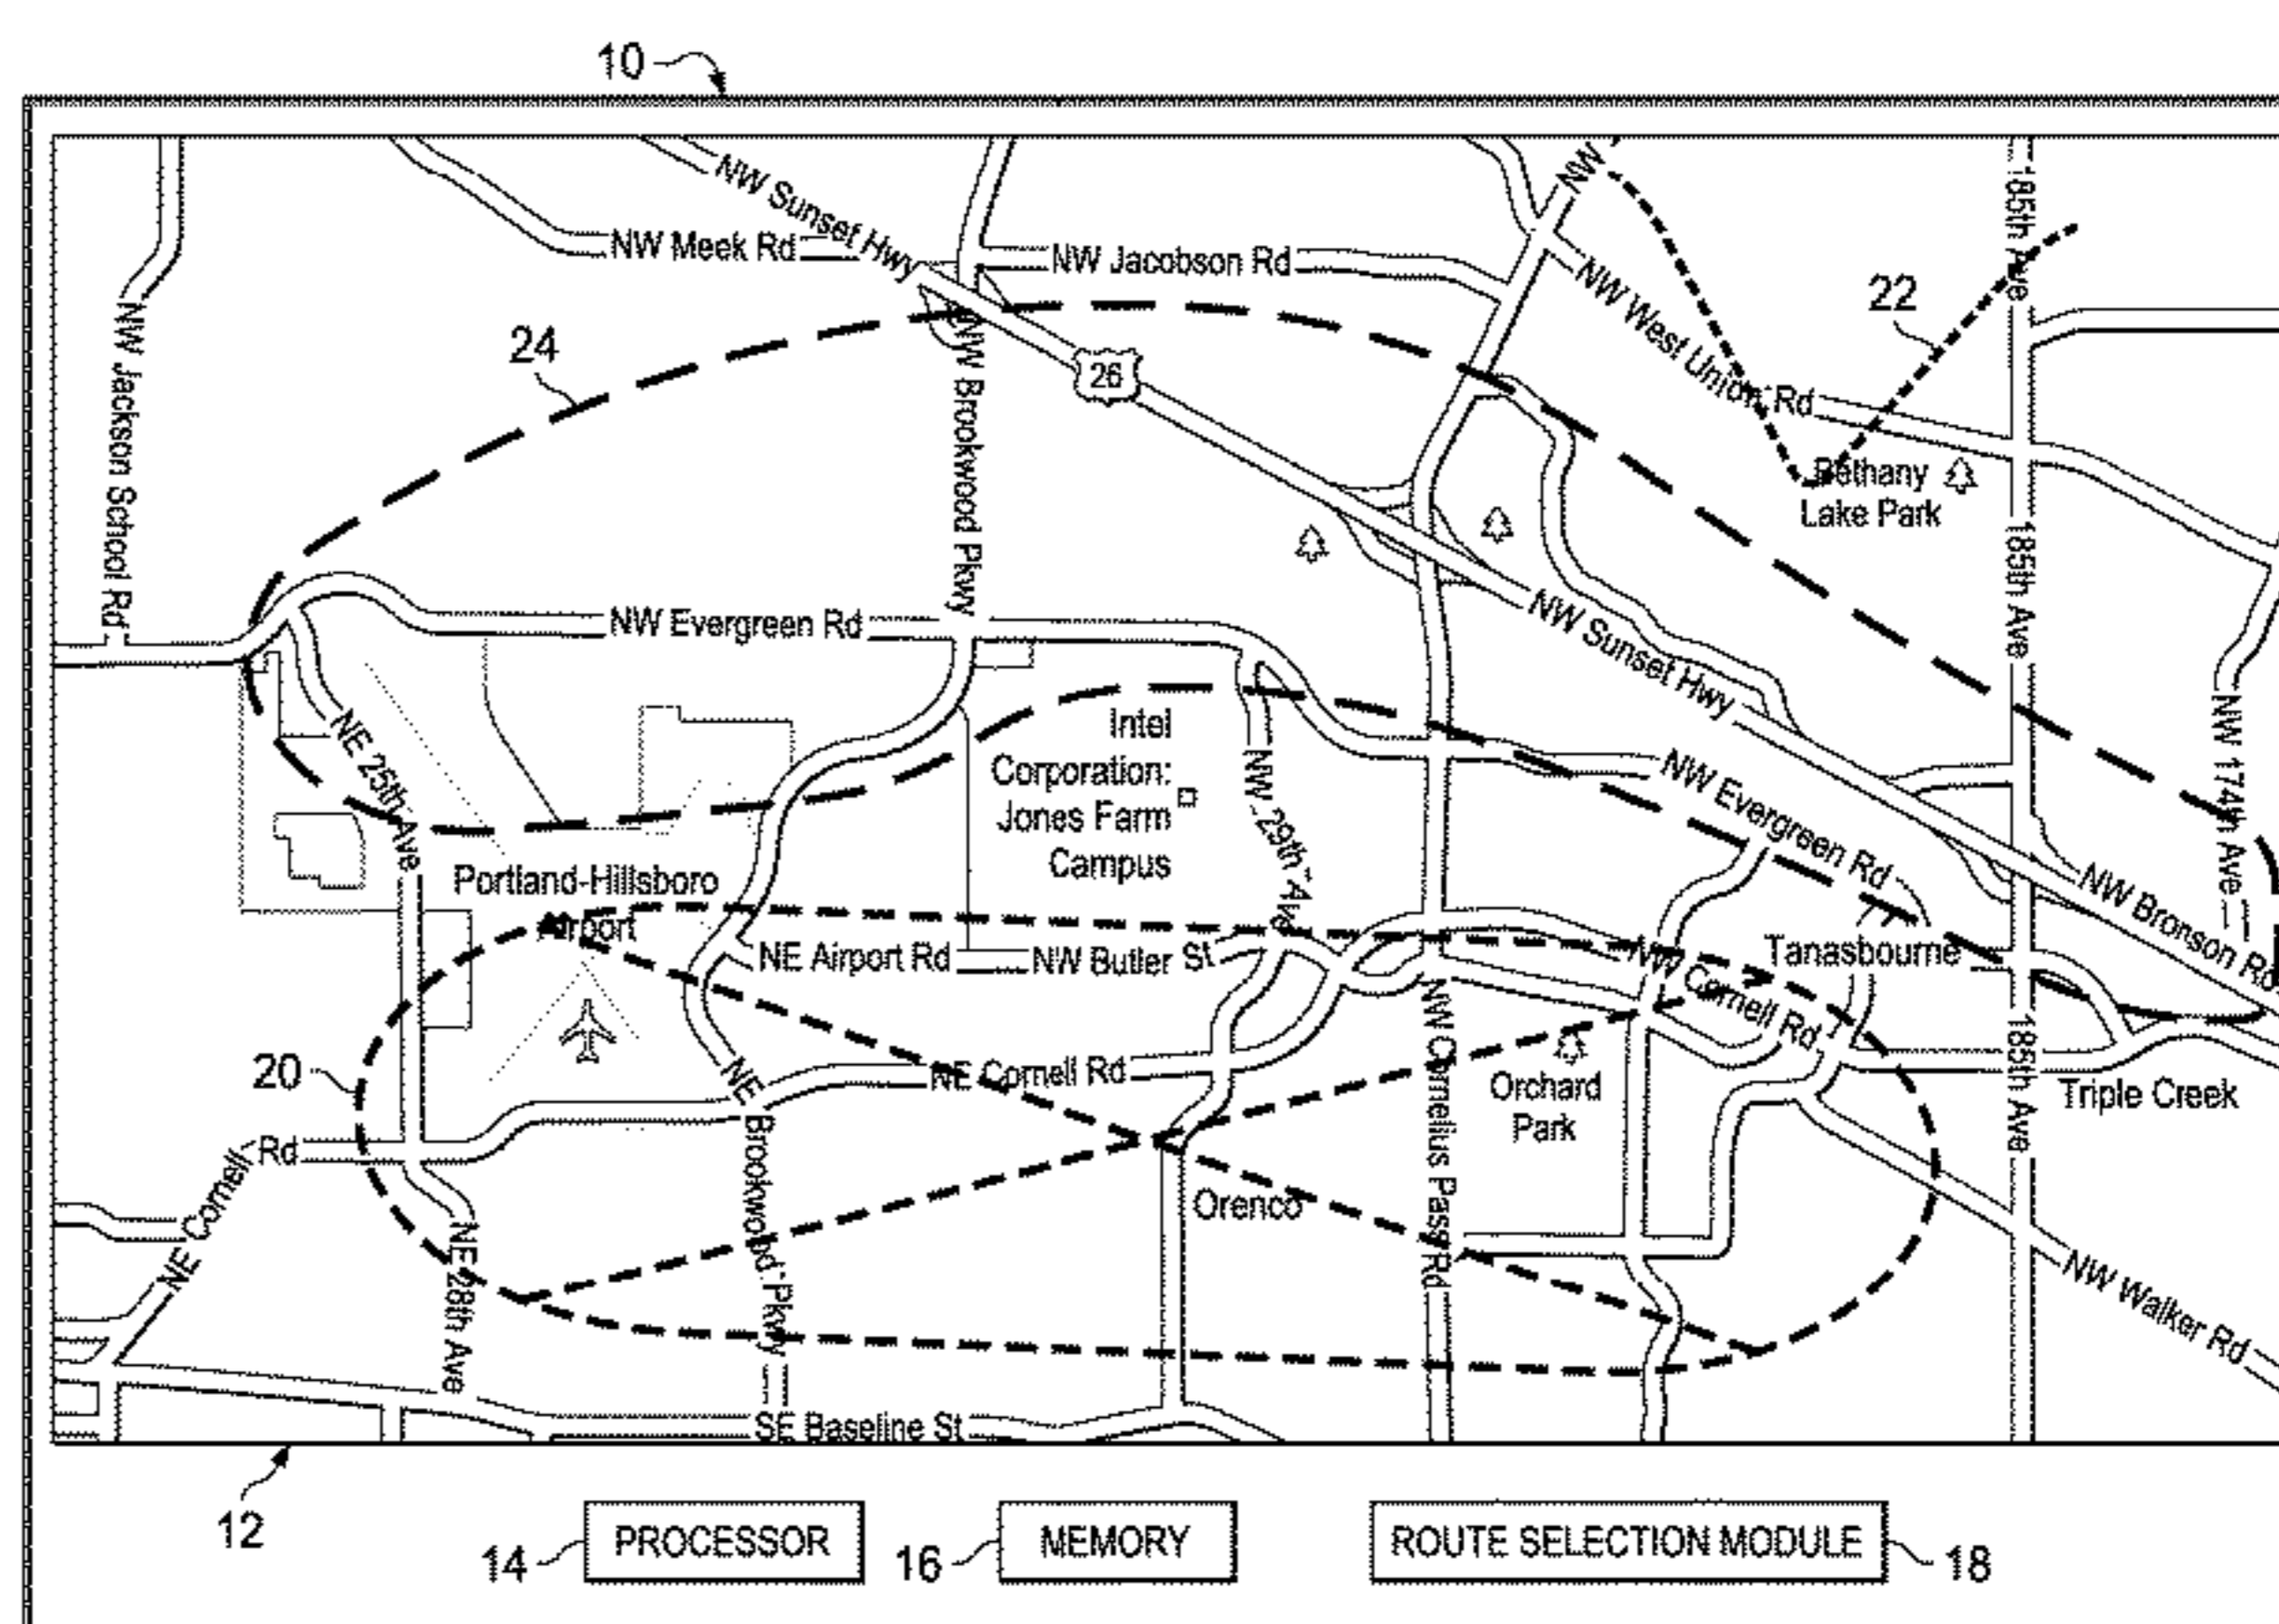 10
NW Sunset Hwy
NW
185th Ave
NW Meek Rd
NW Jacobson Rd
NW West Union Rd
22
24
NW Jackson School Rd
NW Brookwood Pkwy
26
Bethany
Lake Park
185th Ave
NW Evergreen Rd
NW Sunset Hwy
NW 174th Ave
NE 25th Ave
Intel
Corporation:
Jones Farm
Campus
NW 29th Ave
NW Evergreen Rd
Portland-Hillsboro
Airport
NW Bronson Rd
NE Airport Rd
NW Butler St
NW Cornell Rd
Tanasbourne
NW Cornelius Pass Rd
20
NE Cornell Rd
Orchard
Park
185th Ave
Triple Creek
NE Brookwood Pkwy
NE Cornell Rd
Orenco
NE 28th Ave
NW Walker Rd
SE Baseline St
12
14
PROCESSOR
16
MEMORY
ROUTE SELECTION MODULE
18